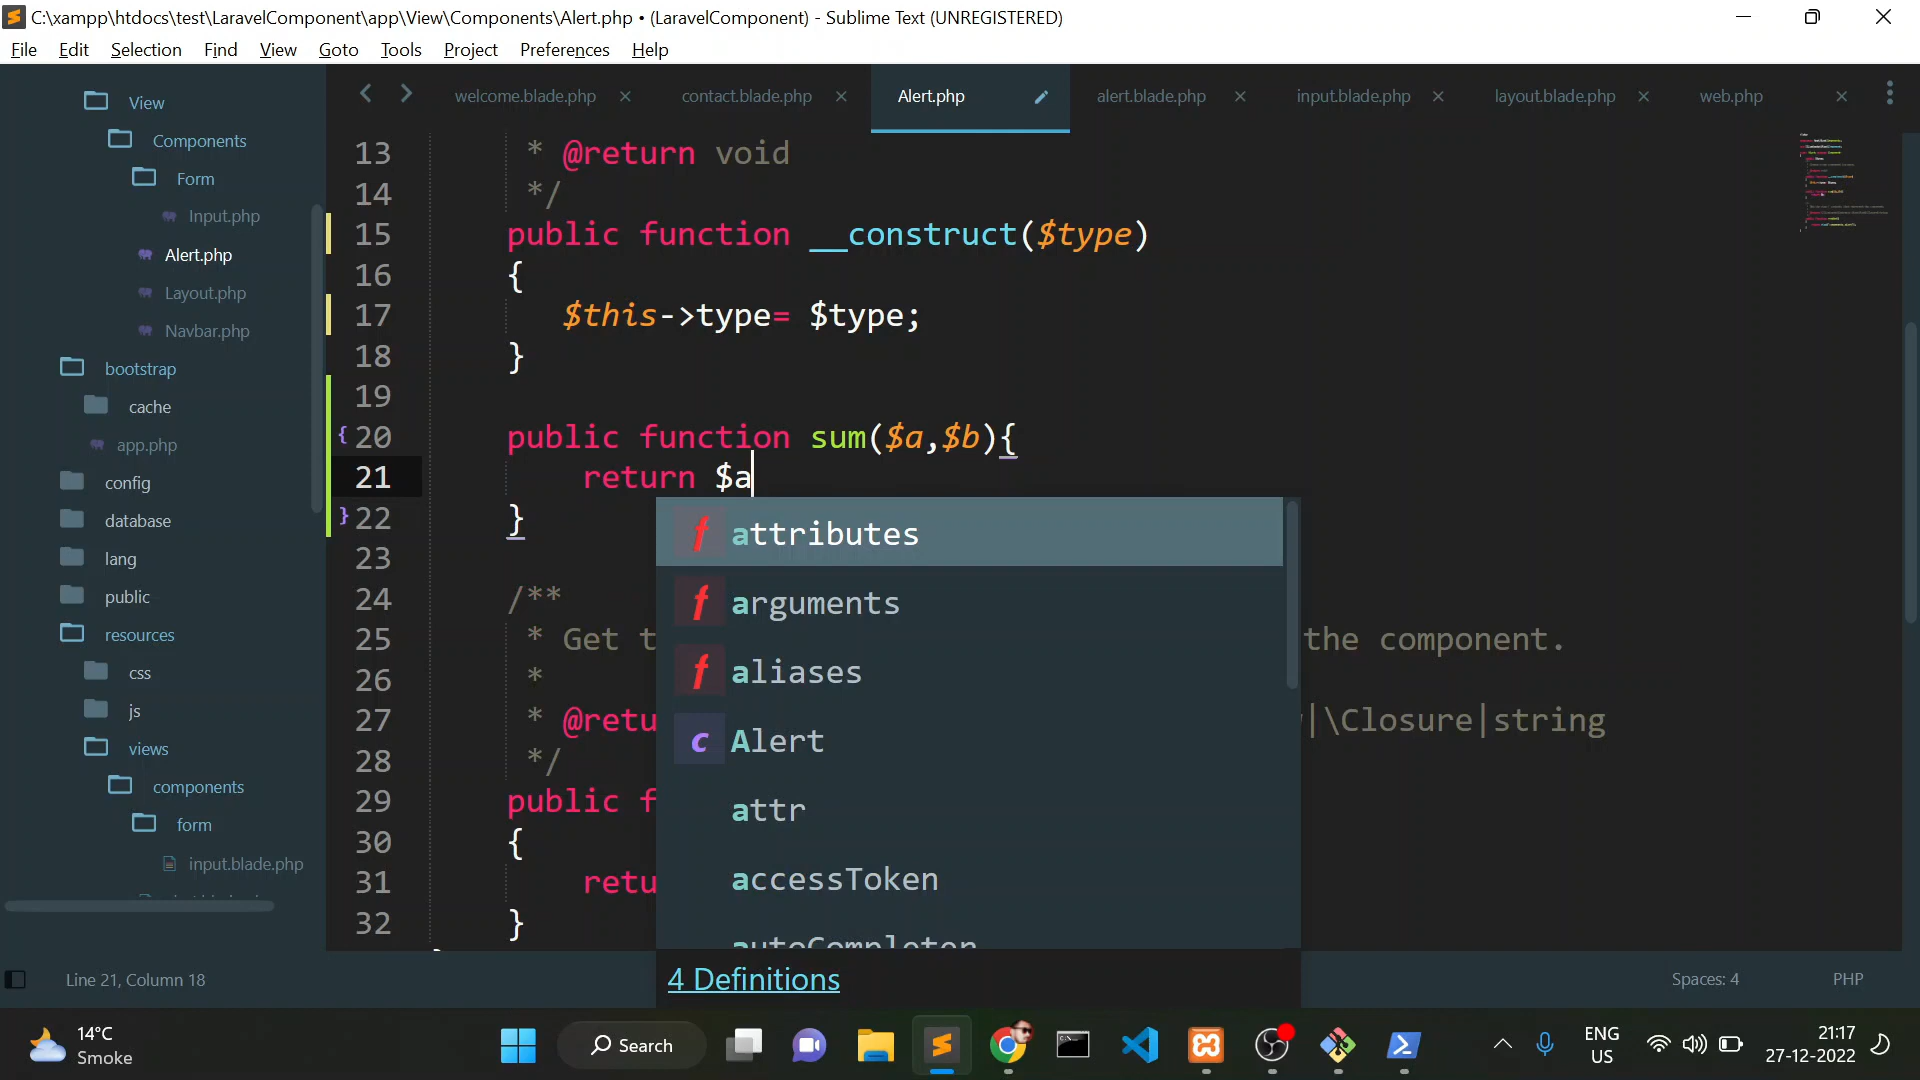 C:\xampp\htdocs\test\LaravelComponent\app\View\Components\Alert.php • (LaravelComponent) - Sublime Text (UNREGISTERED)
File Edit Selection Find View Goto Tools Project Preferences Help
View
Components
Form
Input.php
Alert.php
Layout.php
Navbar.php
bootstrap
cache
app.php
config
database
lang
public
resources
css
js
views
components
form
input.blade.php
welcome.blade.php contact.blade.php Alert.php alert.blade.php input.blade.php layout.blade.php web.php
13 * @return void
14 */
15 public function __construct($type)
16 {
17 $this->type= $type;
18 }
19
20 public function sum($a,$b){
21 return $a
22 }
23
24 /**
25 * Get t the component.
26 *
27 * @retu |\Closure|string
28 */
29 public f
30 {
31 retu
32 }
attributes
arguments
aliases
Alert
attr
accessToken
4 Definitions
Line 21, Column 18
Spaces: 4 PHP
14°C
Smoke
Search
ENG
US
21:17
27-12-2022